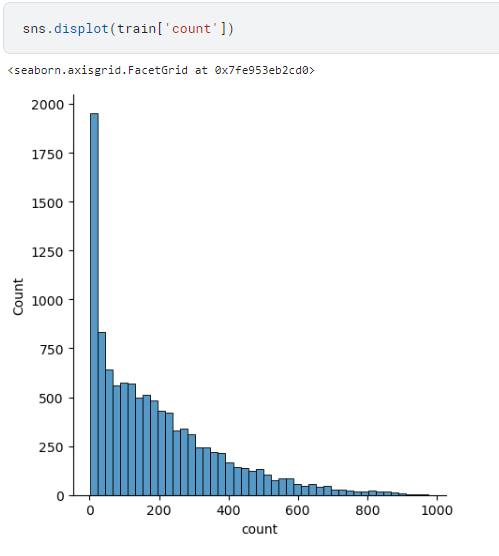 sns.displot(train['count'])
<seaborn.axisgrid.FacetGrid at 0x7fe953eb2cd0>
2000
1750
1500
1250
1000
750
500
250
0
Count
0 200 400 600 800 1000
count